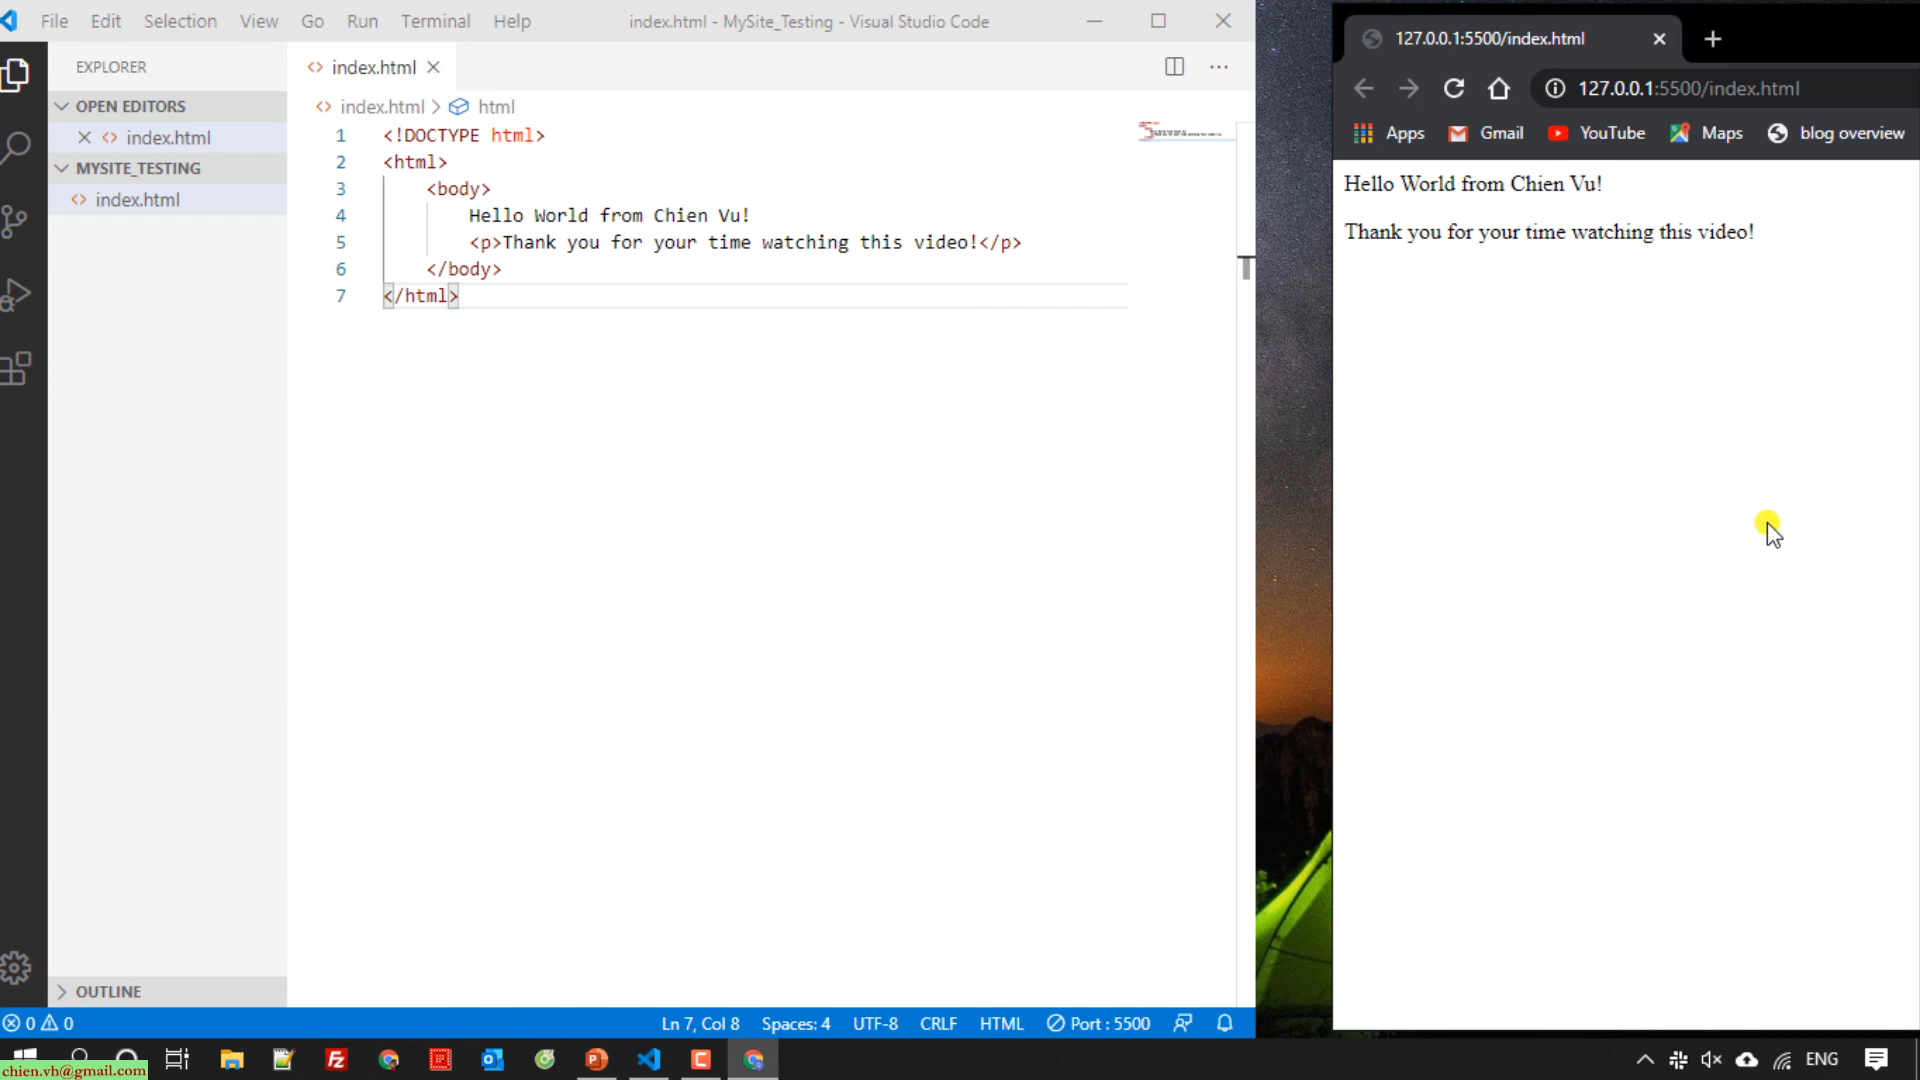 File Edit Selection View Go Run Terminal Help
index.html - MySite_Testing - Visual Studio Code
EXPLORER
OPEN EDITORS
index.html
MYSITE_TESTING
index.html
OUTLINE
index.html
index.html > html
1 <!DOCTYPE html>
2 <html>
3 <body>
4 Hello World from Chien Vu!
5 <p>Thank you for your time watching this video!</p>
6 </body>
7 </html>
0 0
Ln 7, Col 8 Spaces: 4 UTF-8 CRLF HTML Port : 5500
127.0.0.1:5500/index.html
127.0.0.1:5500/index.html
Apps Gmail YouTube Maps blog overview
Hello World from Chien Vu!
Thank you for your time watching this video!
chien.vh@gmail.com
ENG